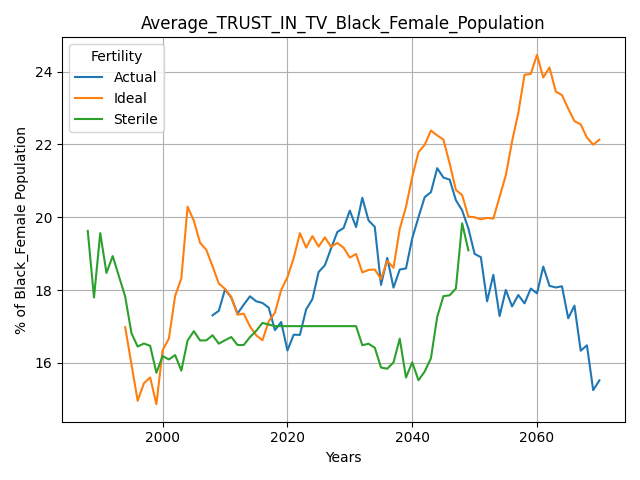 Average_TRUST_IN_TV_Black_Female_Population
Fertility
Actual
Ideal
Sterile
24
22
20
18
16
% of Black_Female Population
2000
2020
2040
2060
Years